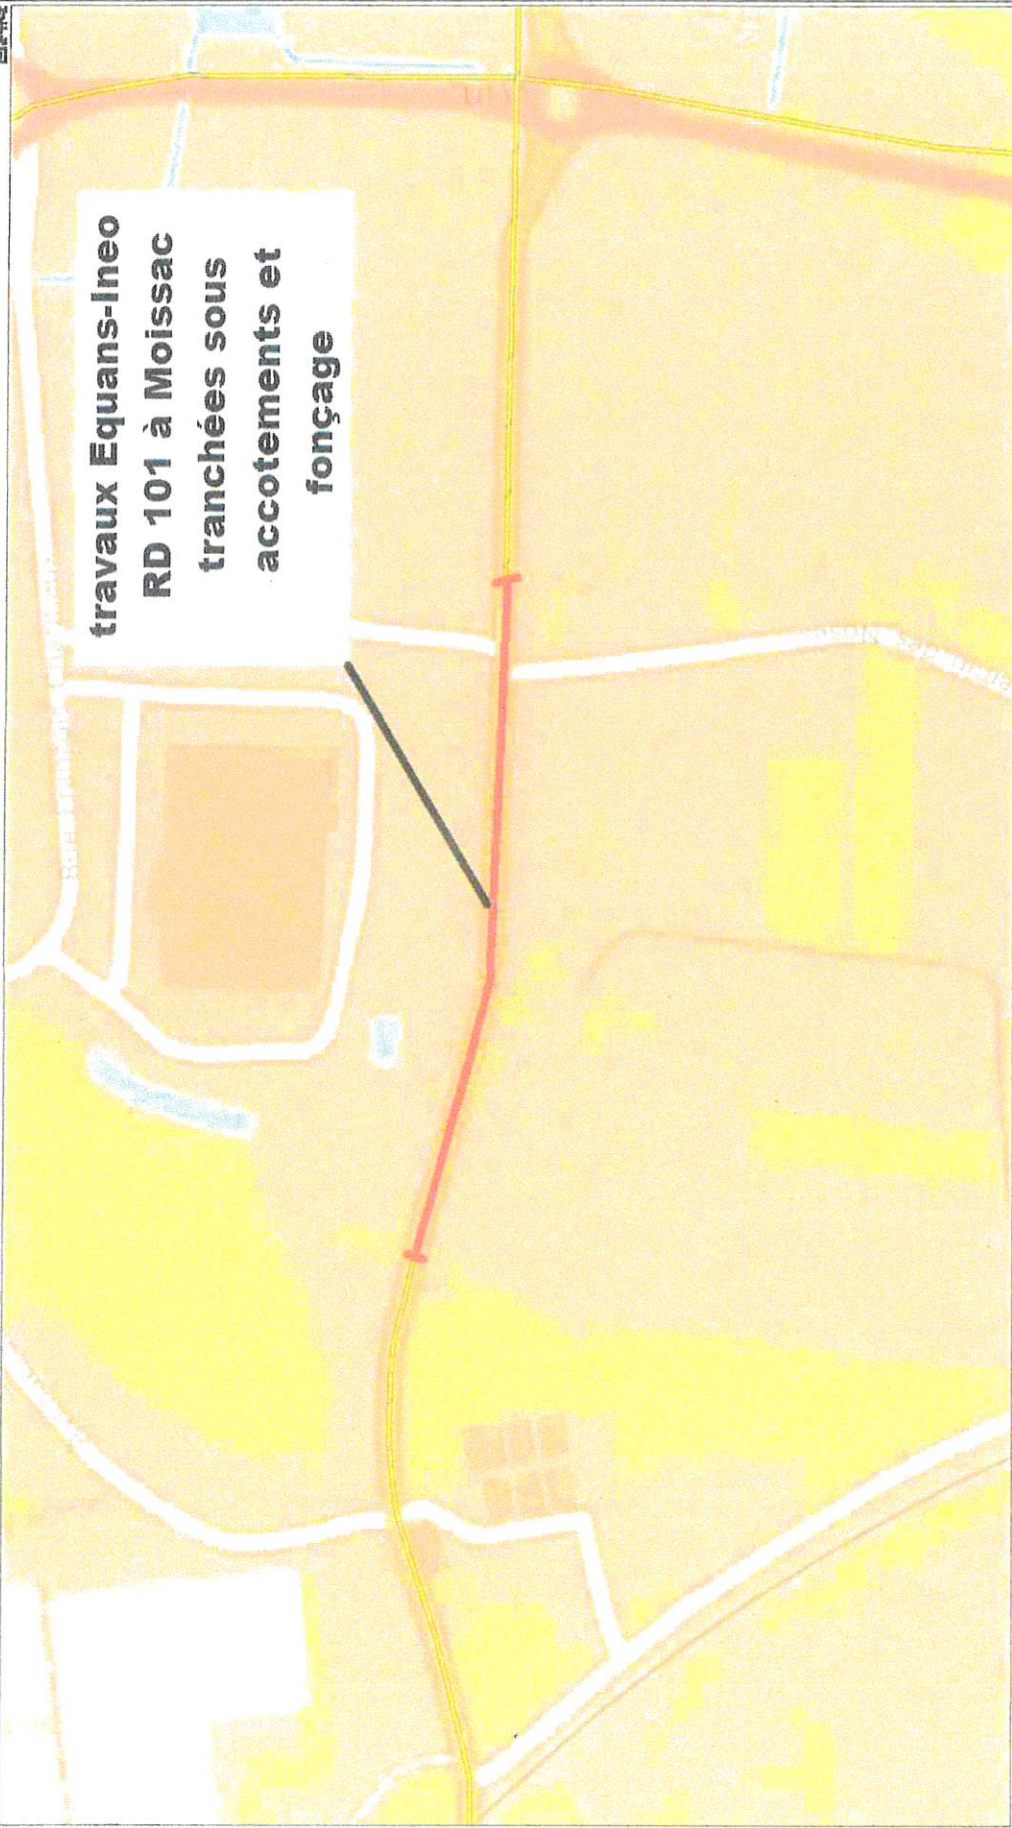 travaux Equans-Ineo
RD 101 à Moissac
tranchées sous
accotements et
fonçage